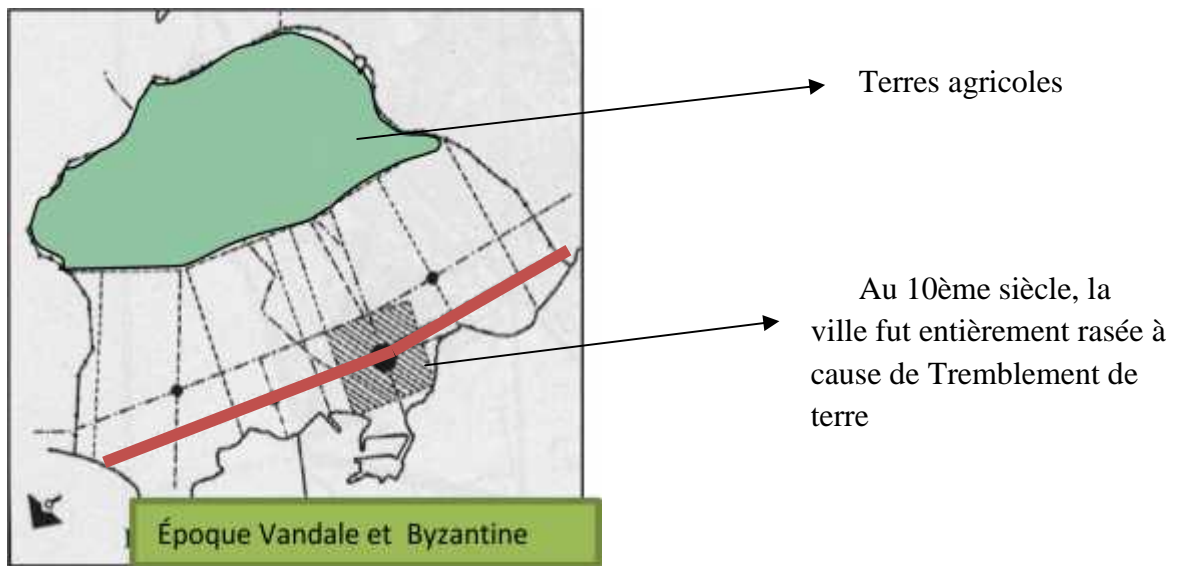 Terres agricoles
Au 10ème siècle, la
ville fut entièrement rasée à
cause de Tremblement de
terre
Époque Vandale et Byzantine